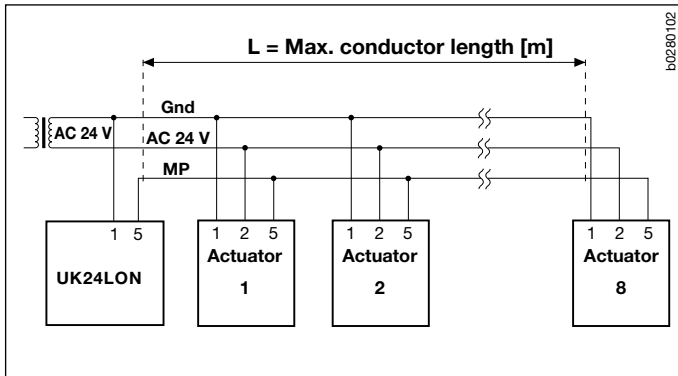 b0280102
L = Max. conductor length [m]
Gnd
AC 24 V
AC 24 V
MP
1 5
1 2 5
1 2 5
1 2 5
UK24LON
Actuator
1
Actuator
2
Actuator
8